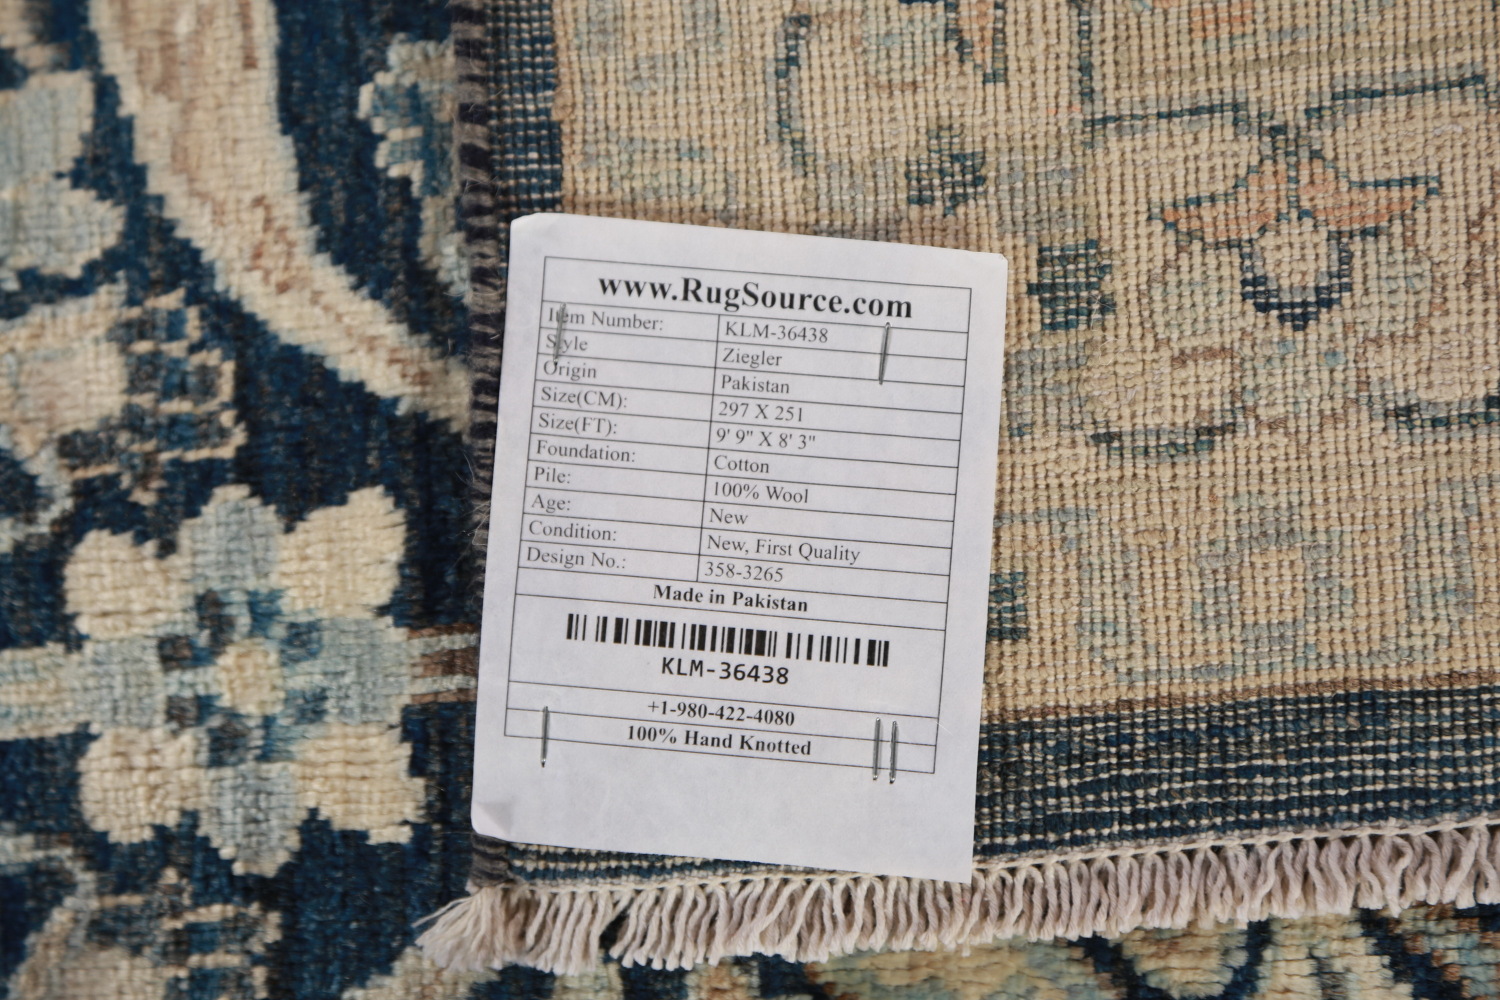 www.RugSource.com
Item Number: KLM-36438
Style Ziegler
Origin Pakistan
Size(CM): 297 X 251
Size(FT): 9' 9" X 8' 3"
Foundation: Cotton
Pile: 100% Wool
Age: New
Condition: New, First Quality
Design No.: 358-3265
Made in Pakistan
KLM-36438
+1-980-422-4080
100% Hand Knotted